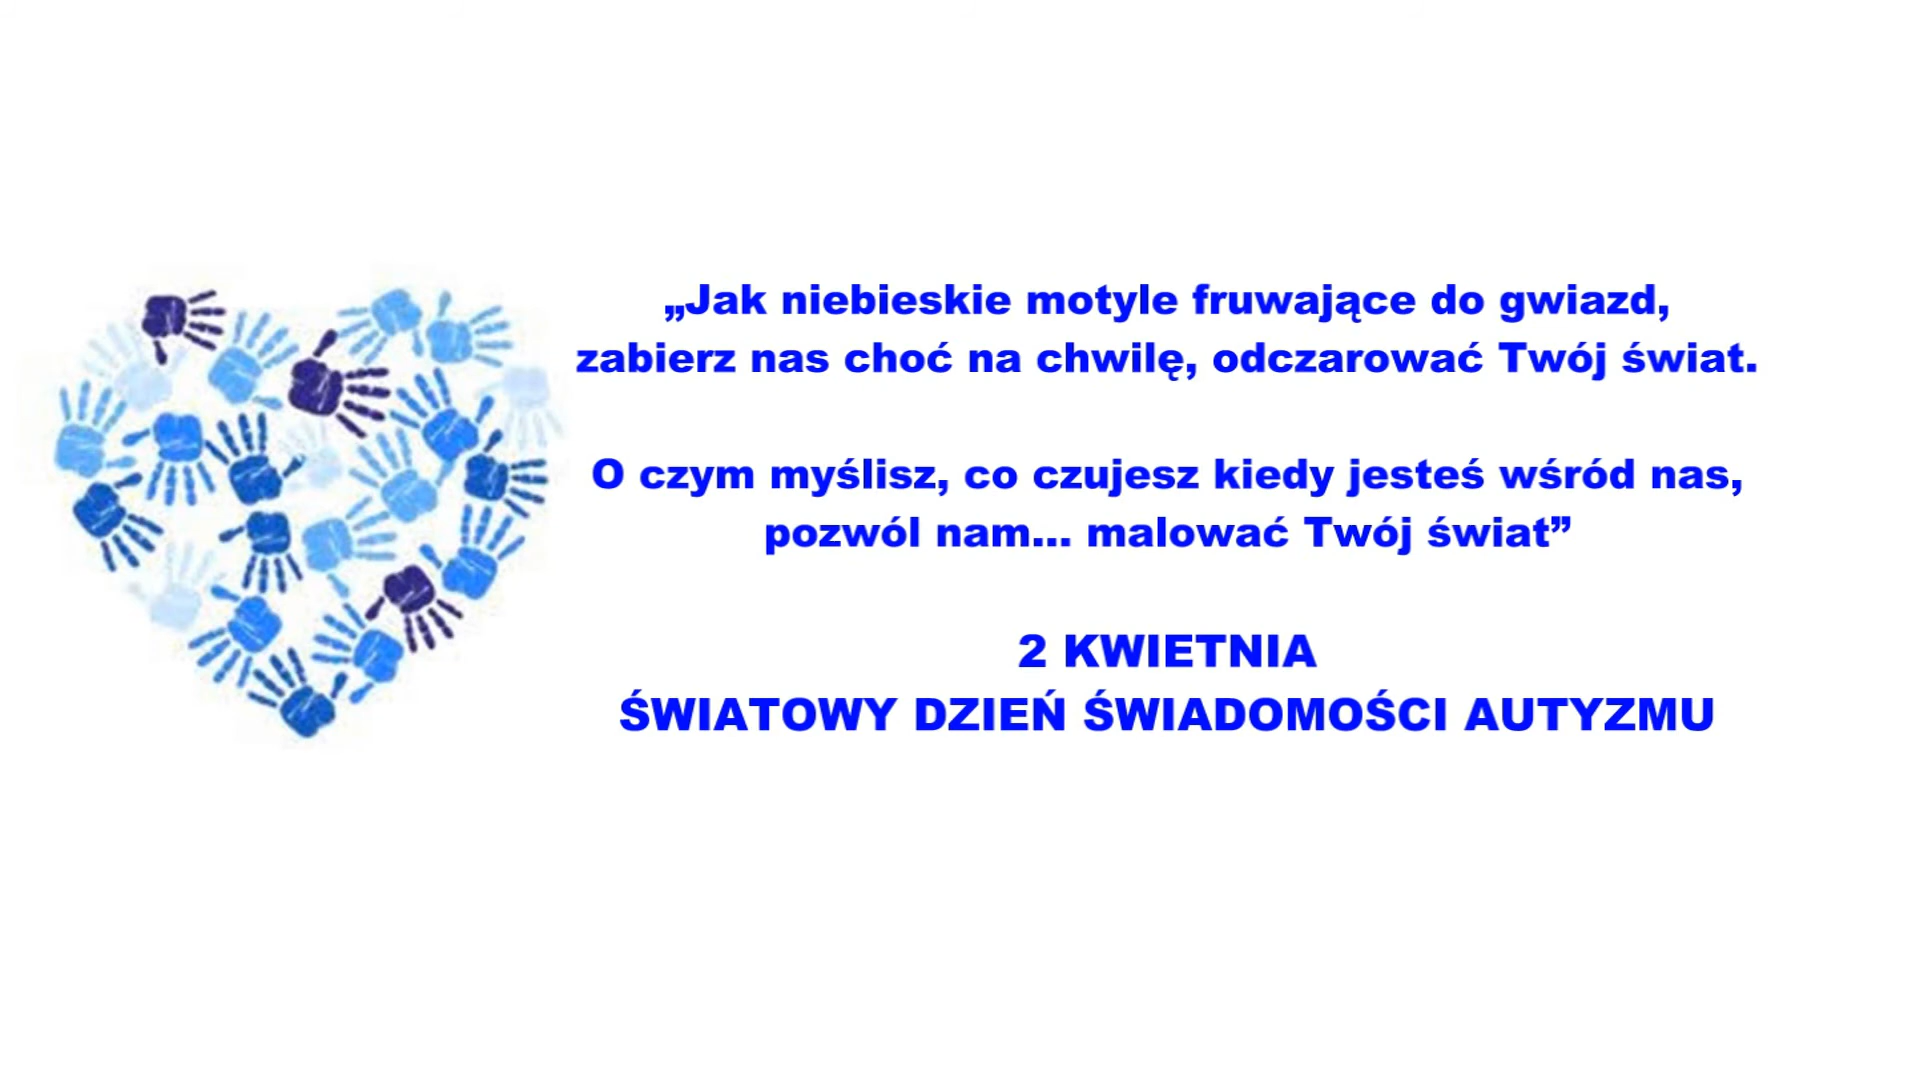 „Jak niebieskie motyle fruwające do gwiazd,
zabierz nas choć na chwilę, odczarować Twój świat.
O czym myślisz, co czujesz kiedy jesteś wśród nas,
pozwól nam... malować Twój świat”
2 KWIETNIA
ŚWIATOWY DZIEŃ ŚWIADOMOŚCI AUTYZMU